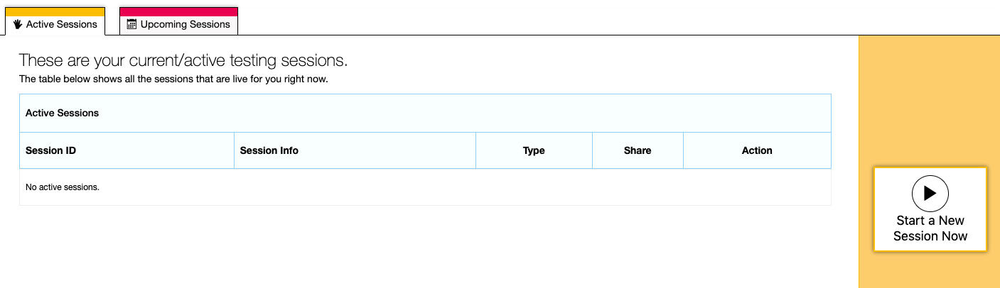 Active Sessions
Upcoming Sessions
These are your current/active testing sessions.
The table below shows all the sessions that are live for you right now.
Active Sessions
Session ID
Session Info
Type
Share
Action
No active sessions.
Start a New
Session Now